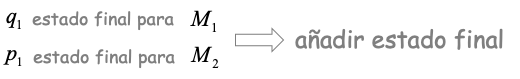 q₁ estado final para M₁
p₁ estado final para M₂
añadir estado final